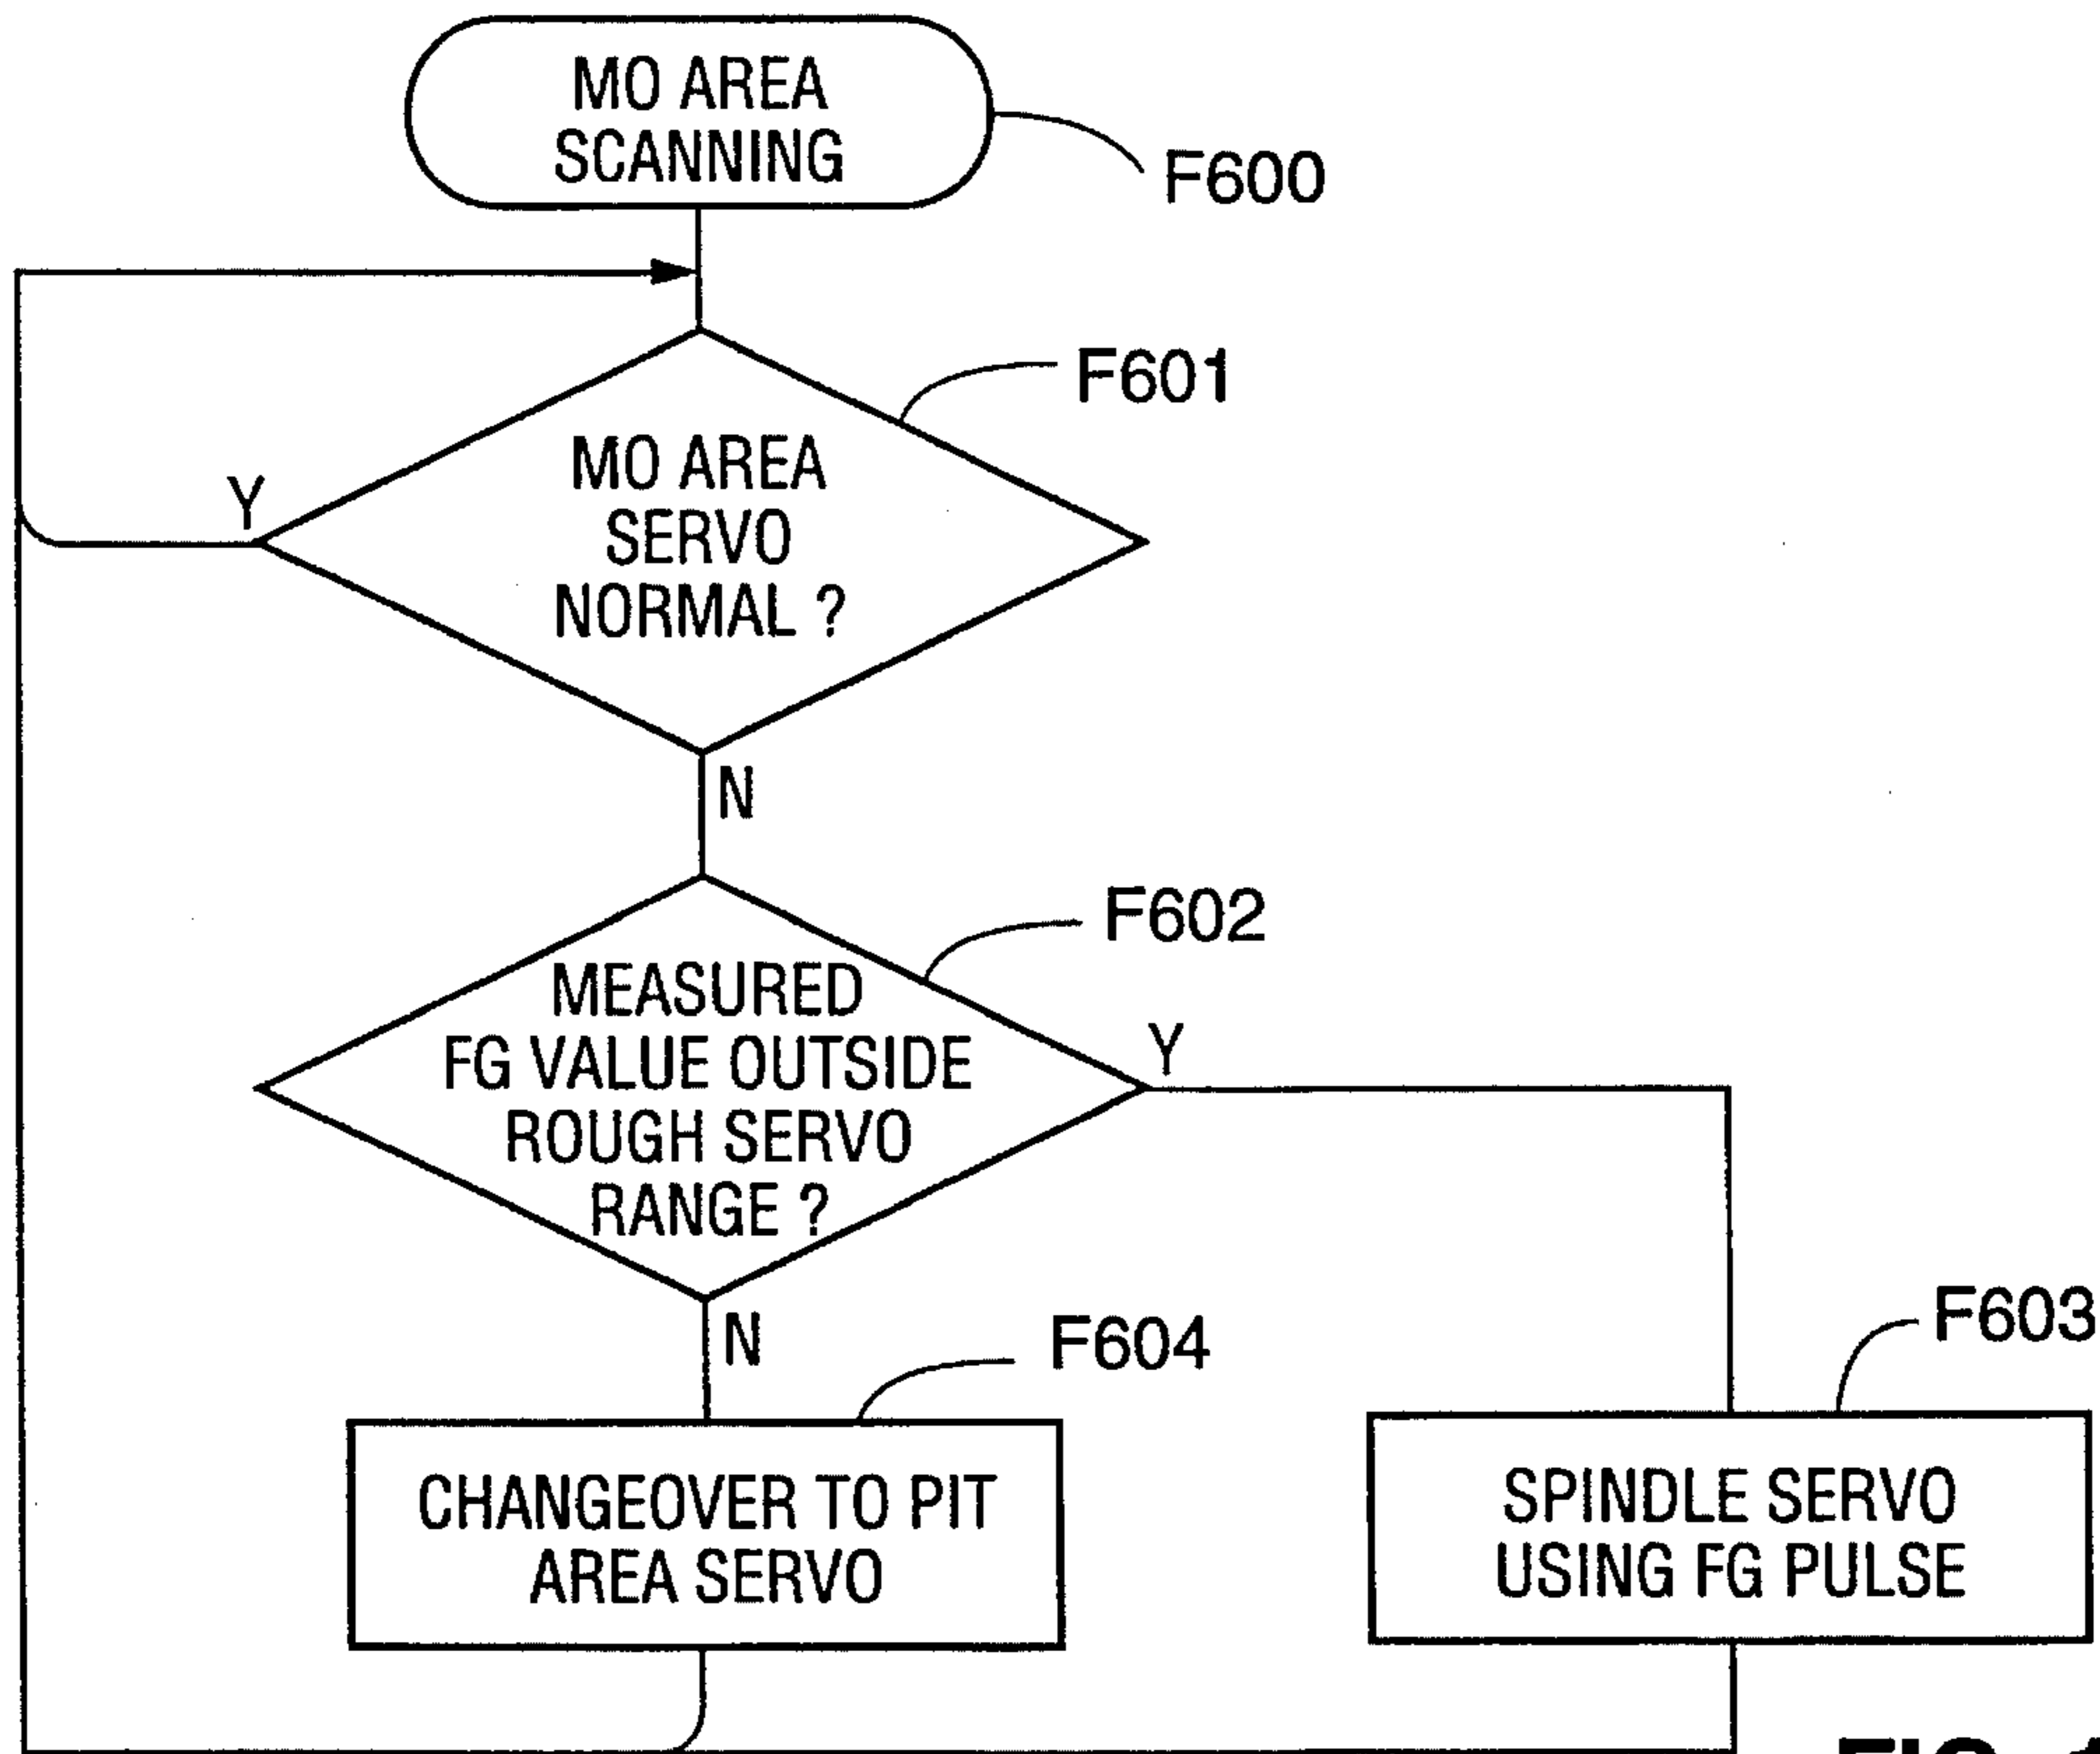 MO AREA
SCANNING
F600
F601
MO AREA
SERVO
NORMAL ?
Y
N
F602
MEASURED
FG VALUE OUTSIDE
ROUGH SERVO
RANGE ?
Y
N
F604
F603
CHANGEOVER TO PIT
AREA SERVO
SPINDLE SERVO
USING FG PULSE